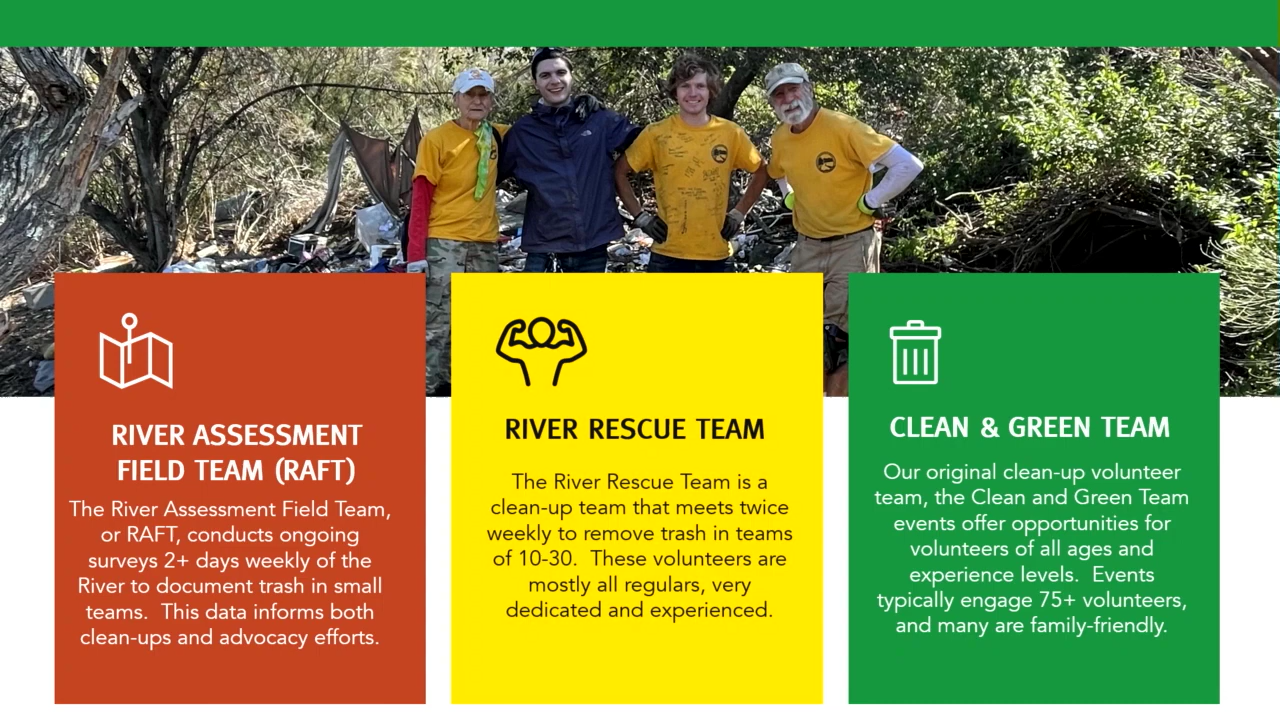 RIVER ASSESSMENT
FIELD TEAM (RAFT)
The River Assessment Field Team,
or RAFT, conducts ongoing
surveys 2+ days weekly of the
River to document trash in small
teams.  This data informs both
clean-ups and advocacy efforts.
RIVER RESCUE TEAM
The River Rescue Team is a
clean-up team that meets twice
weekly to remove trash in teams
of 10-30.  These volunteers are
mostly all regulars, very
dedicated and experienced.
CLEAN & GREEN TEAM
Our original clean-up volunteer
team, the Clean and Green Team
events offer opportunities for
volunteers of all ages and
experience levels.  Events
typically engage 75+ volunteers,
and many are family-friendly.